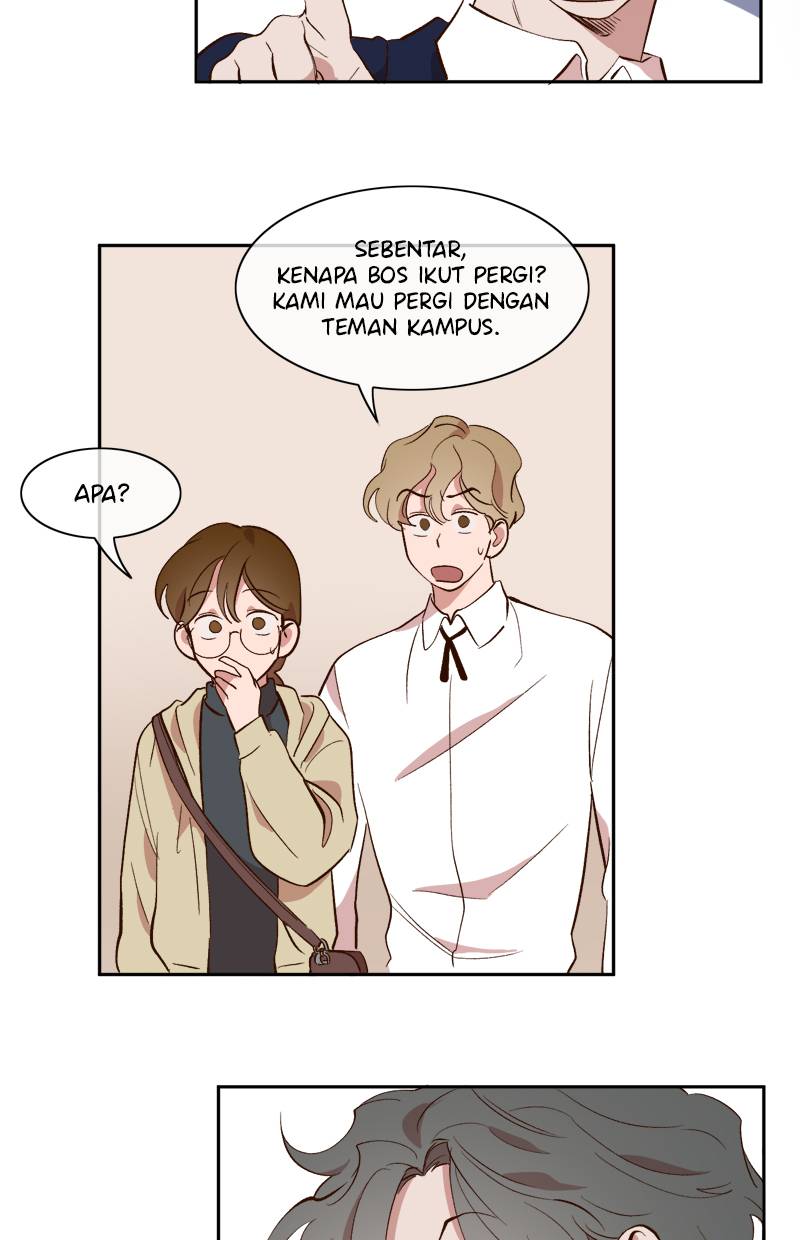 SEBENTAR,
KENAPA BOS IKUT PERGI?
KAMI MAU PERGI DENGAN
TEMAN KAMPUS.
APA?